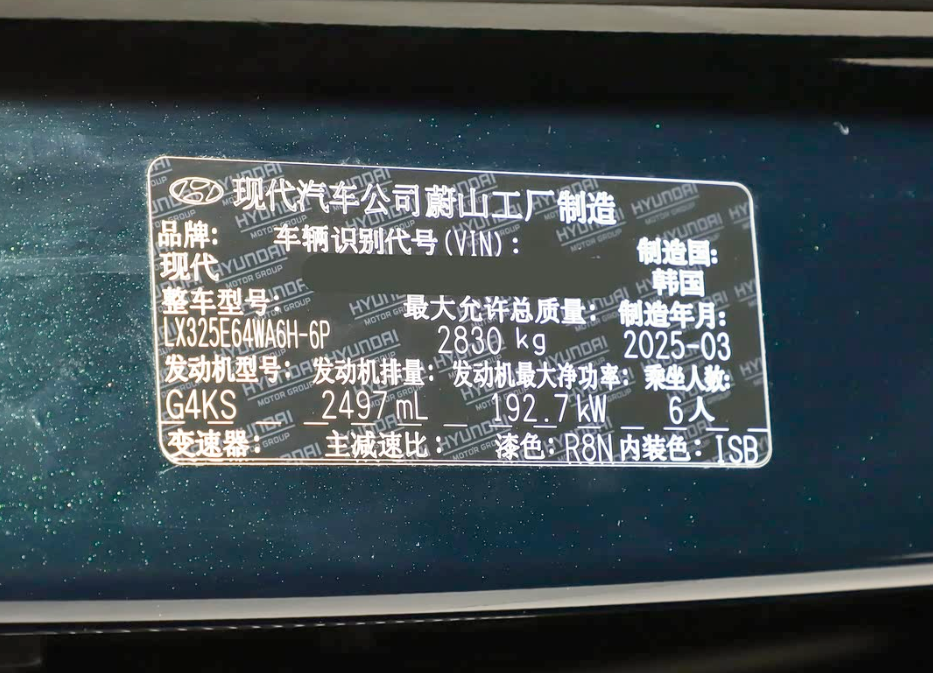 现代汽车公司蔚山工厂 制造
品牌: 车辆识别代号(VIN): 制造国:
现代 韩国
整车型号: 最大允许总质量: 制造年月:
LX325E64WA6H-6P 2830 kg 2025-03
发动机型号: 发动机排量: 发动机最大净功率: 乘坐人数:
G4KS 2497 mL 192.7 kW 6人
变速器: 主减速比: 漆色: R8N 内装色: ISB
HYUNDAI
MOTOR GROUP